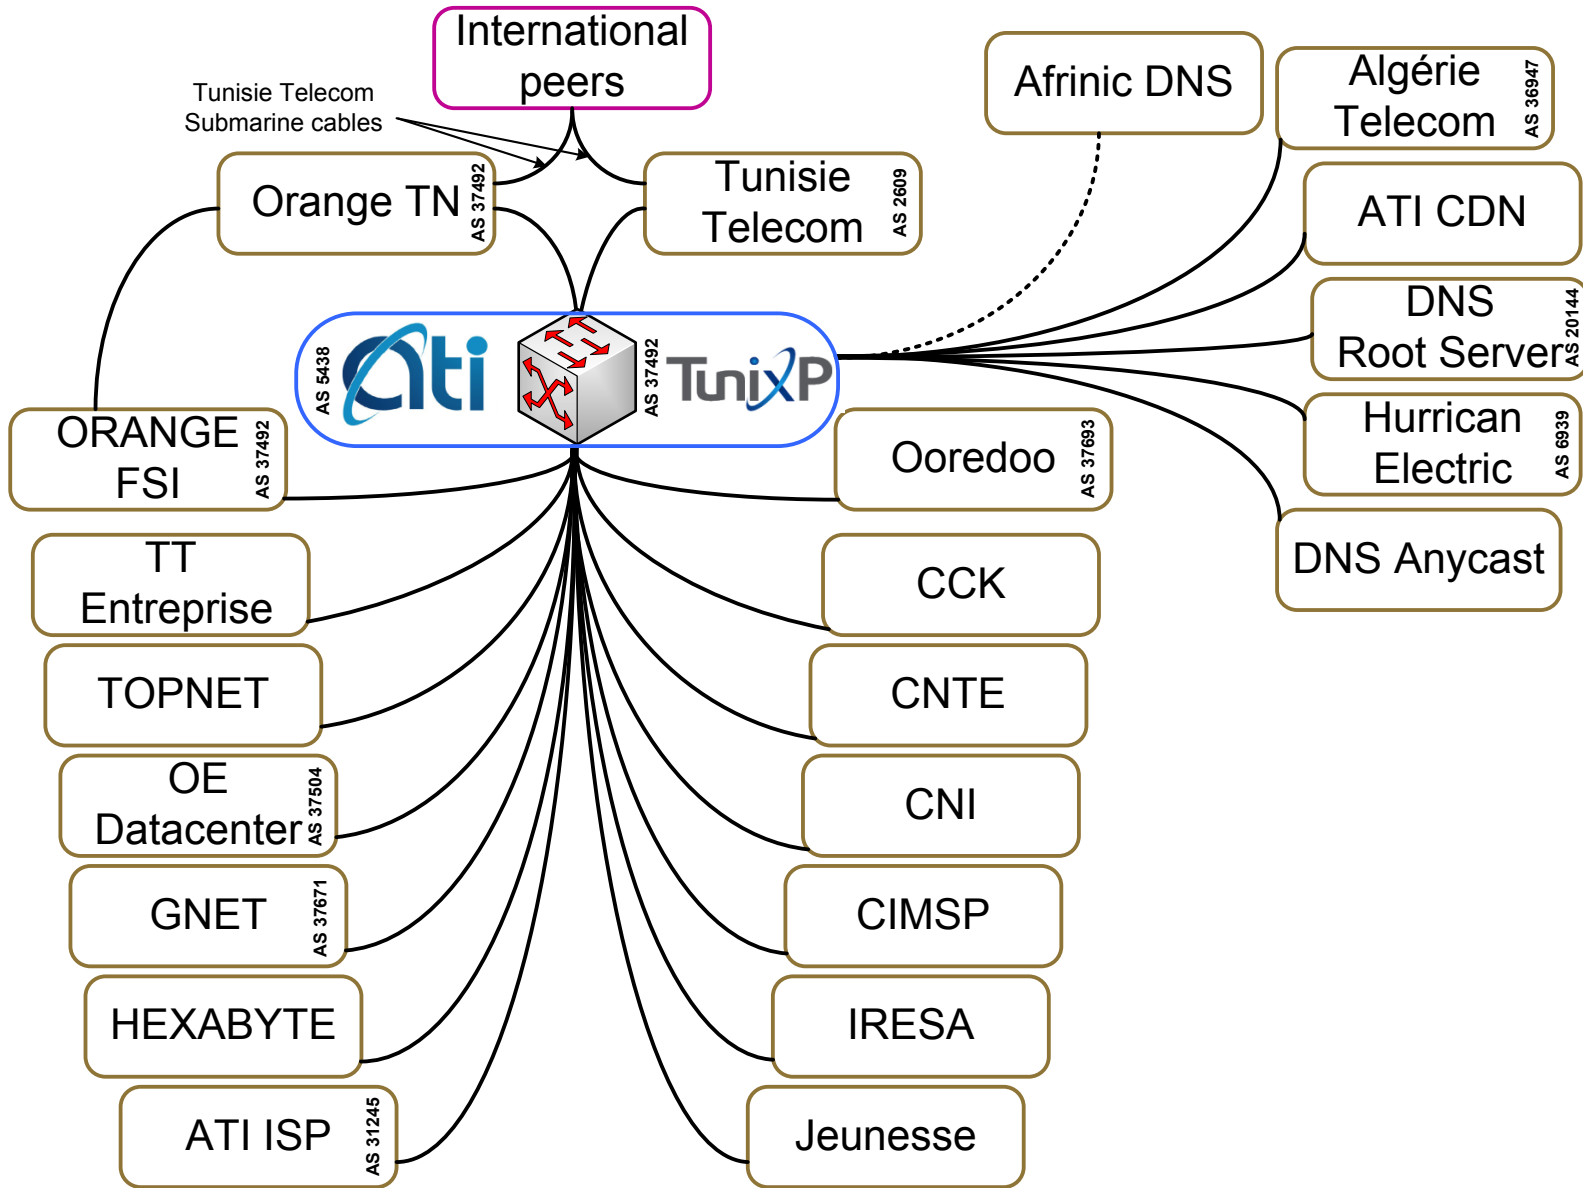 International
peers
Tunisie Telecom
Submarine cables
Orange TN
AS 37492
Tunisie
Telecom
AS 2609
Afrinic DNS
Algérie
Telecom
AS 36947
ATI CDN
DNS
Root Server
AS 20144
Hurrican
Electric
AS 6939
DNS Anycast
AS 5438
Ati
AS 37492
TunixP
ORANGE
FSI
AS 37492
Ooredoo
AS 37693
TT
Entreprise
CCK
TOPNET
CNTE
OE
Datacenter
AS 37504
CNI
GNET
AS 37671
CIMSP
HEXABYTE
IRESA
ATI ISP
AS 31245
Jeunesse